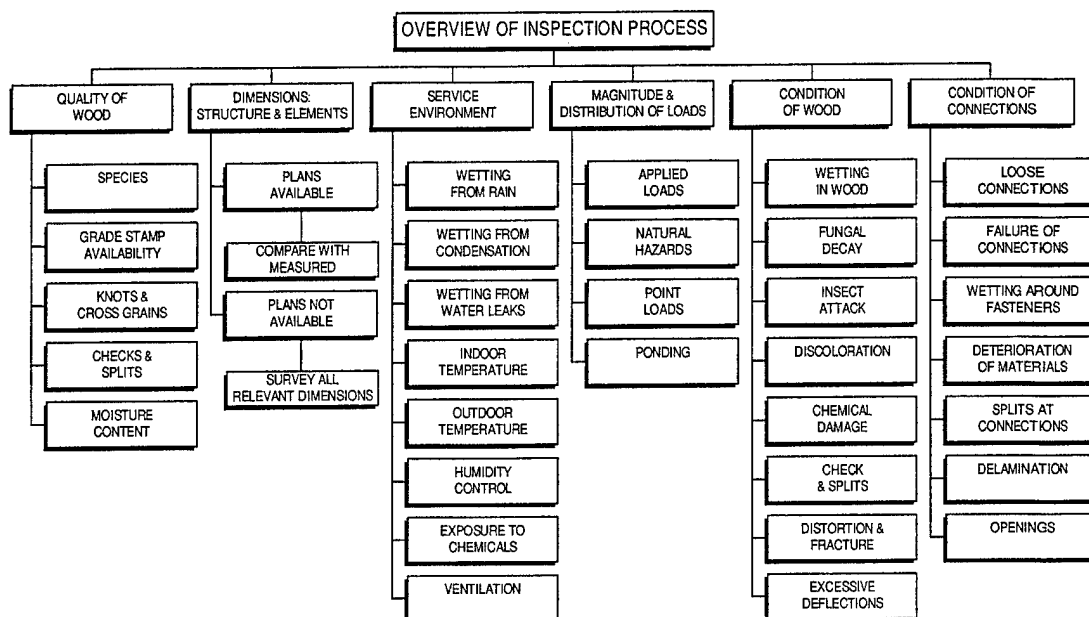 OVERVIEW OF INSPECTION PROCESS
QUALITY OF
WOOD
SPECIES
GRADE STAMP
AVAILABILITY
KNOTS &
CROSS GRAINS
CHECKS &
SPLITS
MOISTURE
CONTENT
DIMENSIONS:
STRUCTURE & ELEMENTS
PLANS
AVAILABLE
COMPARE WITH
MEASURED
PLANS NOT
AVAILABLE
SURVEY ALL
RELEVANT DIMENSIONS
SERVICE
ENVIRONMENT
WETTING
FROM RAIN
WETTING FROM
CONDENSATION
WETTING FROM
WATER LEAKS
INDOOR
TEMPERATURE
OUTDOOR
TEMPERATURE
HUMIDITY
CONTROL
EXPOSURE TO
CHEMICALS
VENTILATION
MAGNITUDE &
DISTRIBUTION OF LOADS
APPLIED
LOADS
NATURAL
HAZARDS
POINT
LOADS
PONDING
CONDITION
OF WOOD
WETTING
IN WOOD
FUNGAL
DECAY
INSECT
ATTACK
DISCOLORATION
CHEMICAL
DAMAGE
CHECK
& SPLITS
DISTORTION &
FRACTURE
EXCESSIVE
DEFLECTIONS
CONDITION OF
CONNECTIONS
LOOSE
CONNECTIONS
FAILURE OF
CONNECTIONS
WETTING AROUND
FASTENERS
DETERIORATION
OF MATERIALS
SPLITS AT
CONNECTIONS
DELAMINATION
OPENINGS